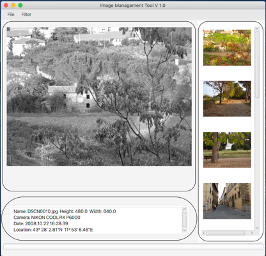 Image Management Tool V 1.0
File Filter
Name: DSCN0010.jpg Height: 480.0 Width: 640.0
Camera: NIKON COOLPIX P6000
Date: 2008:10:22 16:28:39
Location: 43° 28' 2.81"N 11° 53' 6.46"E